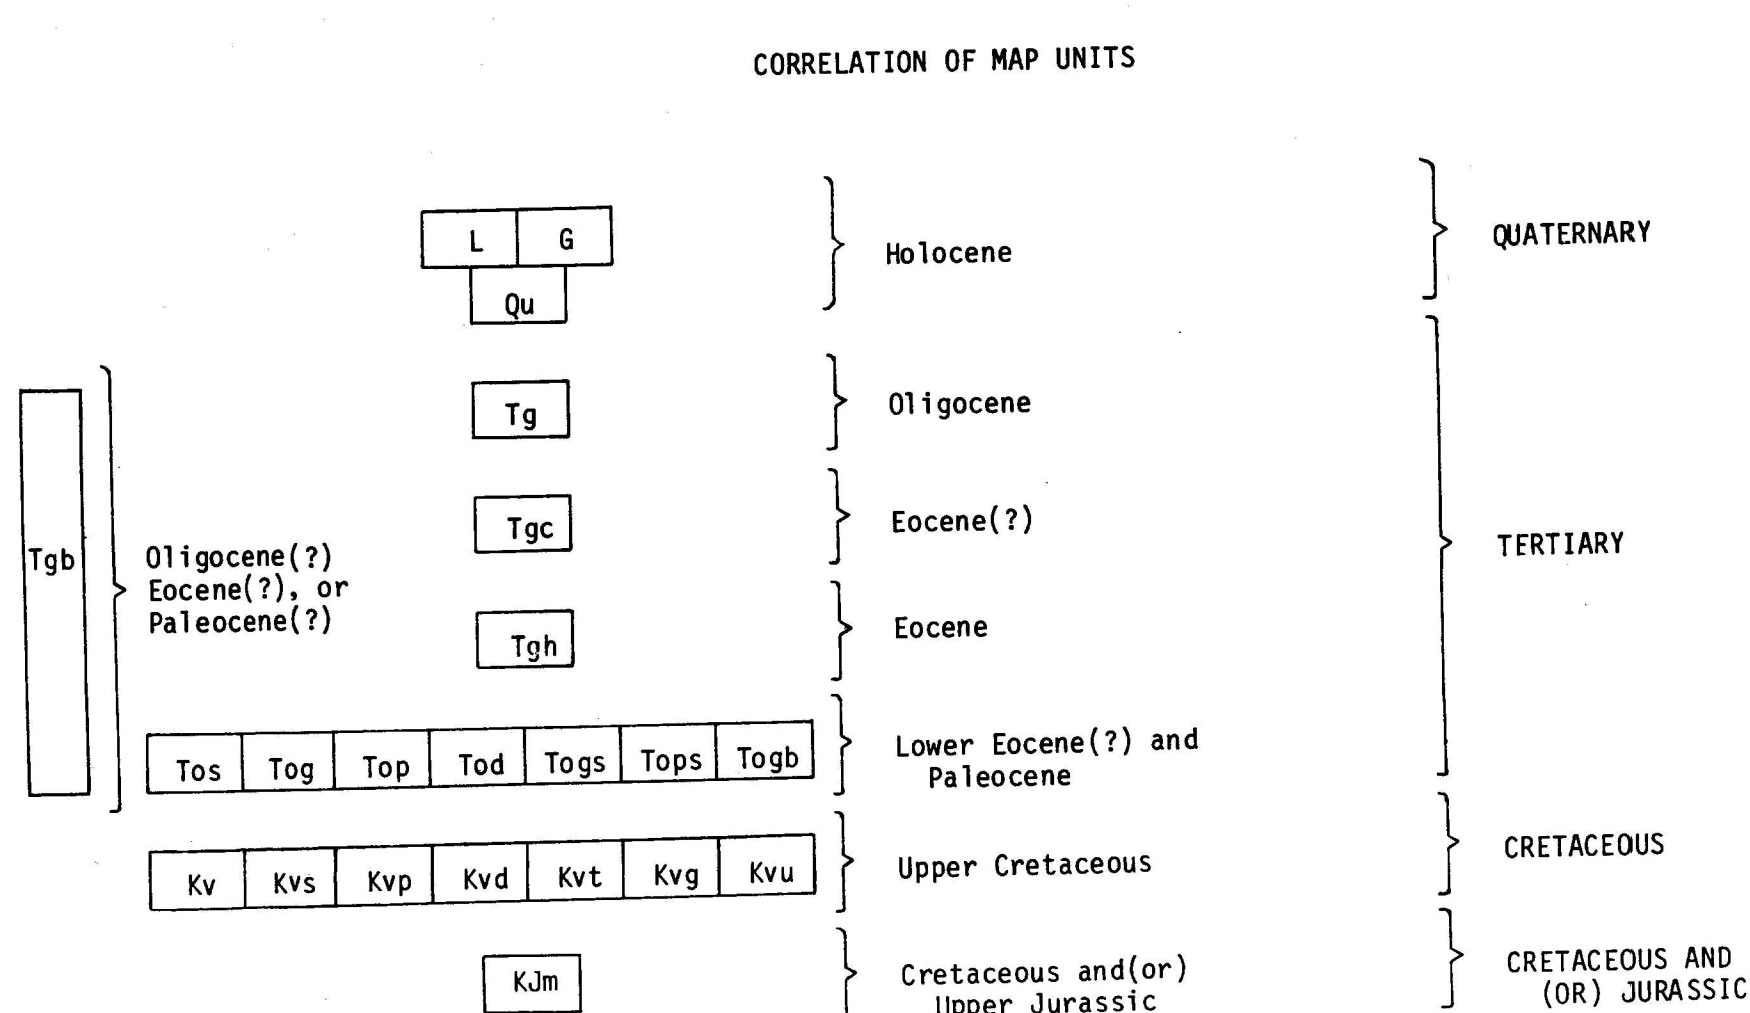 CORRELATION OF MAP UNITS
L G
Holocene
QUATERNARY
Qu
Tg
Oligocene
Tgc
Eocene(?)
TERTIARY
Tgb
Oligocene(?)
Eocene(?), or
Paleocene(?)
Tgh
Eocene
Tos Tog Top Tod Togs Tops Togb
Lower Eocene(?) and
Paleocene
Kv Kvs Kvp Kvd Kvt Kvg Kvu
Upper Cretaceous
CRETACEOUS
KJm
Cretaceous and(or)
Upper Jurassic
CRETACEOUS AND
(OR) JURASSIC